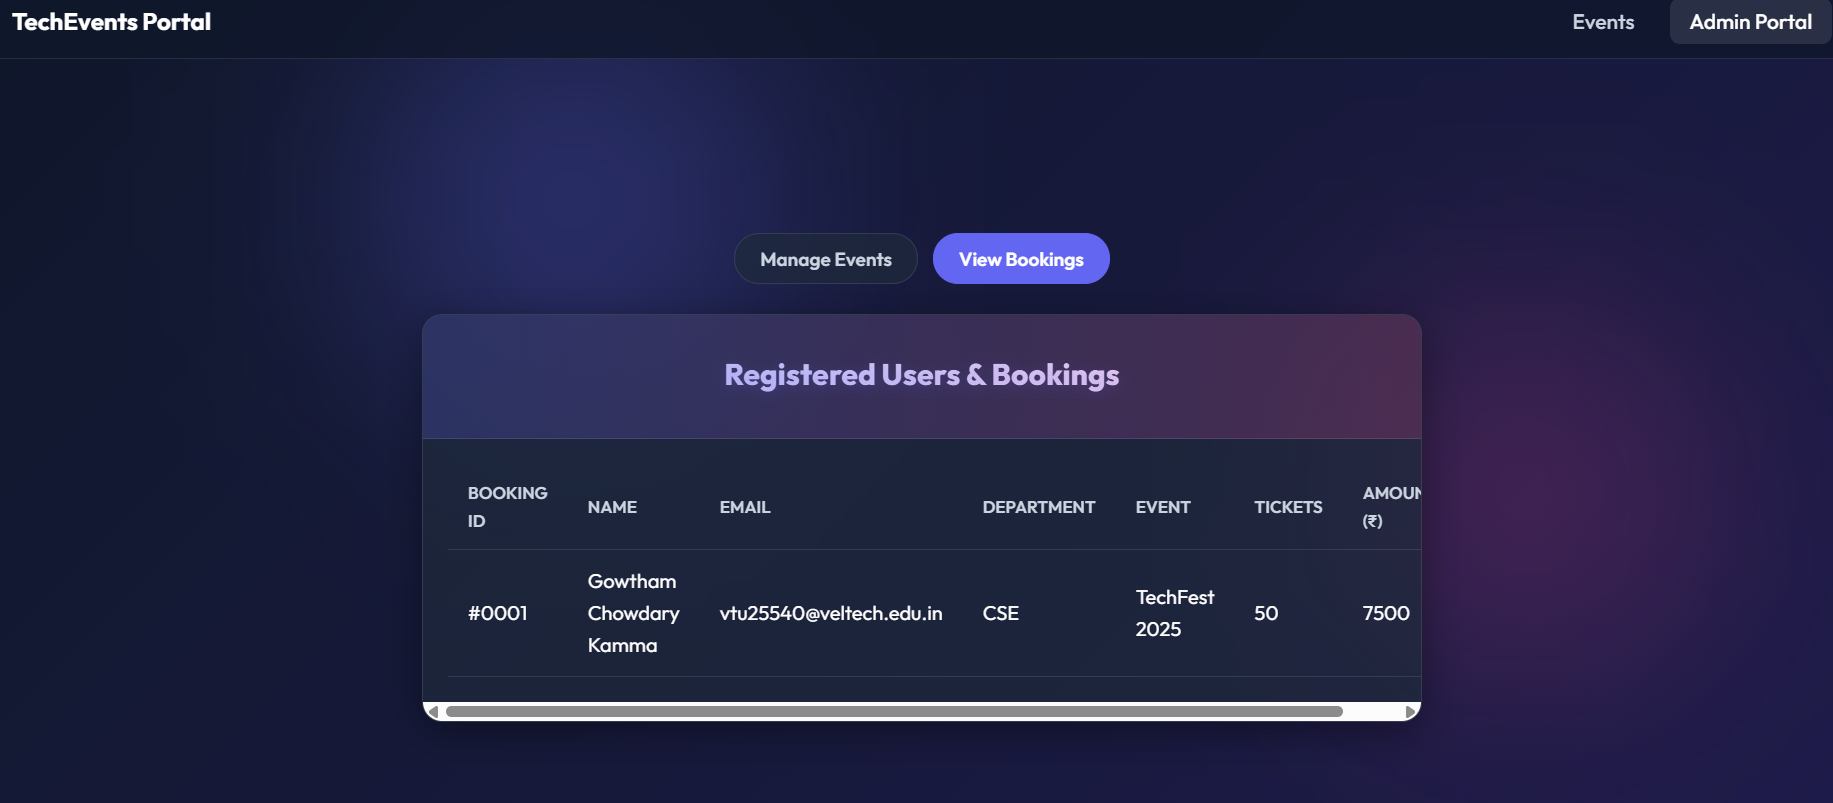 TechEvents Portal
Events
Admin Portal
Manage Events
View Bookings
Registered Users & Bookings
BOOKING
ID
NAME
EMAIL
DEPARTMENT
EVENT
TICKETS
AMOUN
(₹)
#0001
Gowtham
Chowdary
Kamma
vtu25540@veltech.edu.in
CSE
TechFest
2025
50
7500